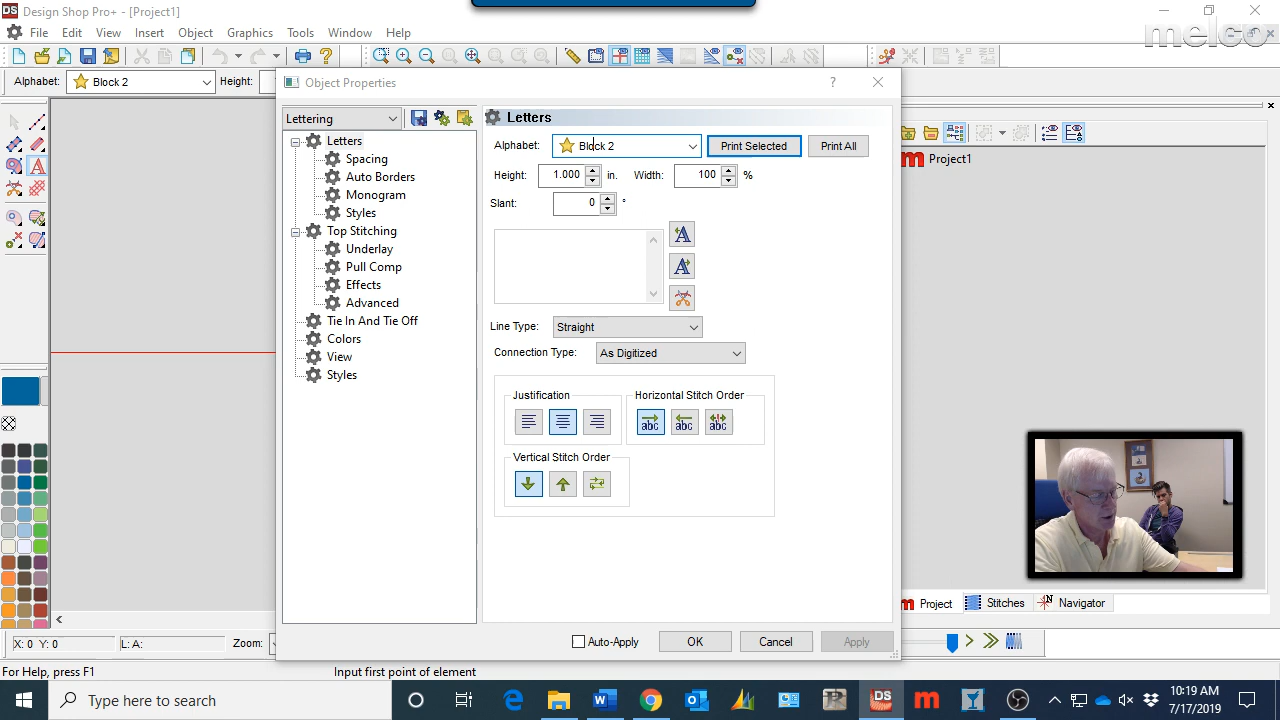 DS Design Shop Pro+ - [Project1]
File Edit View Insert Object Graphics Tools Window Help
melco
Alphabet: Block 2 Height:
Object Properties ?
Lettering
Letters
Spacing
Auto Borders
Monogram
Styles
Top Stitching
Underlay
Pull Comp
Effects
Advanced
Tie In And Tie Off
Colors
View
Styles
Letters
Alphabet: Block 2 Print Selected Print All
Height: 1.000 in. Width: 100 %
Slant: 0 °
Line Type: Straight
Connection Type: As Digitized
Justification Horizontal Stitch Order
abc abc abc
Vertical Stitch Order
Auto-Apply OK Cancel Apply
m Project1
m Project Stitches N Navigator
X: 0 Y: 0 L: A: Zoom:
For Help, press F1 Input first point of element
Type here to search
DS m
10:19 AM
7/17/2019